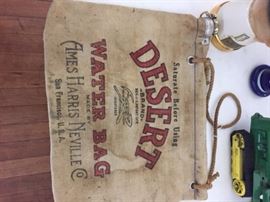 Saturate Before Using
DESERT
BRAND
WATER BAG
MADE BY
AMES HARRIS NEVILLE CO
SAN FRANCISCO, U.S.A.